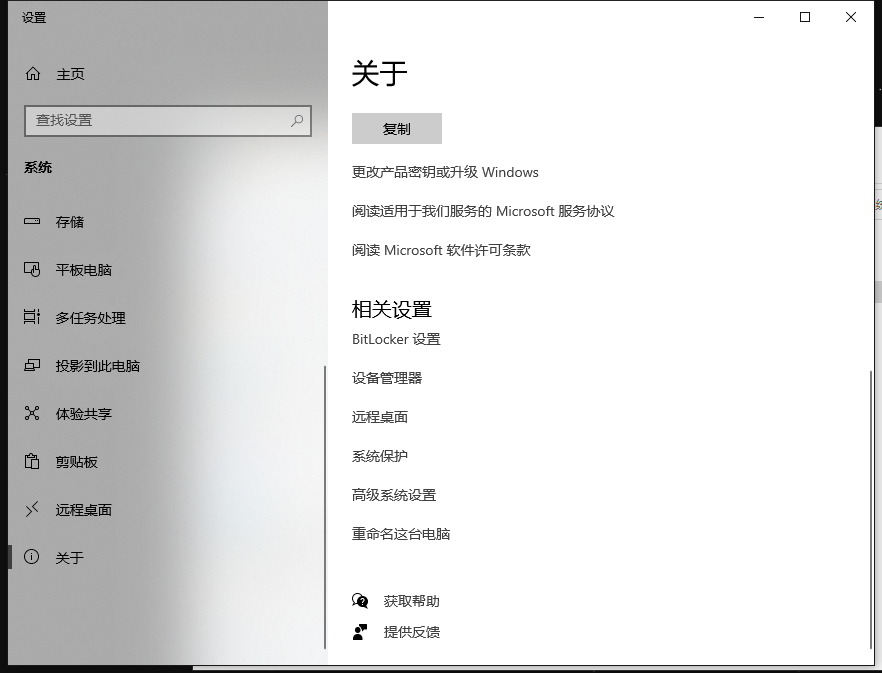 设置
主页
查找设置
系统
存储
平板电脑
多任务处理
投影到此电脑
体验共享
剪贴板
远程桌面
关于
关于
复制
更改产品密钥或升级 Windows
阅读适用于我们服务的 Microsoft 服务协议
阅读 Microsoft 软件许可条款
相关设置
BitLocker 设置
设备管理器
远程桌面
系统保护
高级系统设置
重命名这台电脑
获取帮助
提供反馈